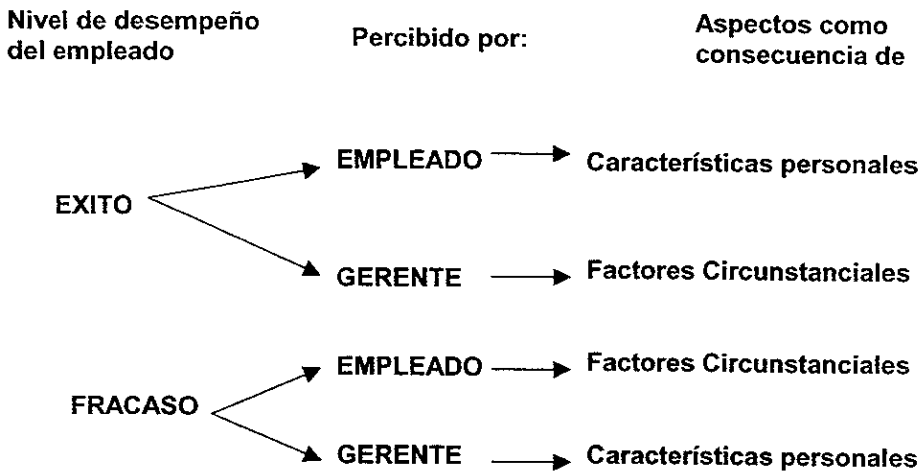 Nivel de desempeño
del empleado
Percibido por:
Aspectos como
consecuencia de
EXITO
EMPLEADO
Características personales
GERENTE
Factores Circunstanciales
FRACASO
EMPLEADO
Factores Circunstanciales
GERENTE
Características personales